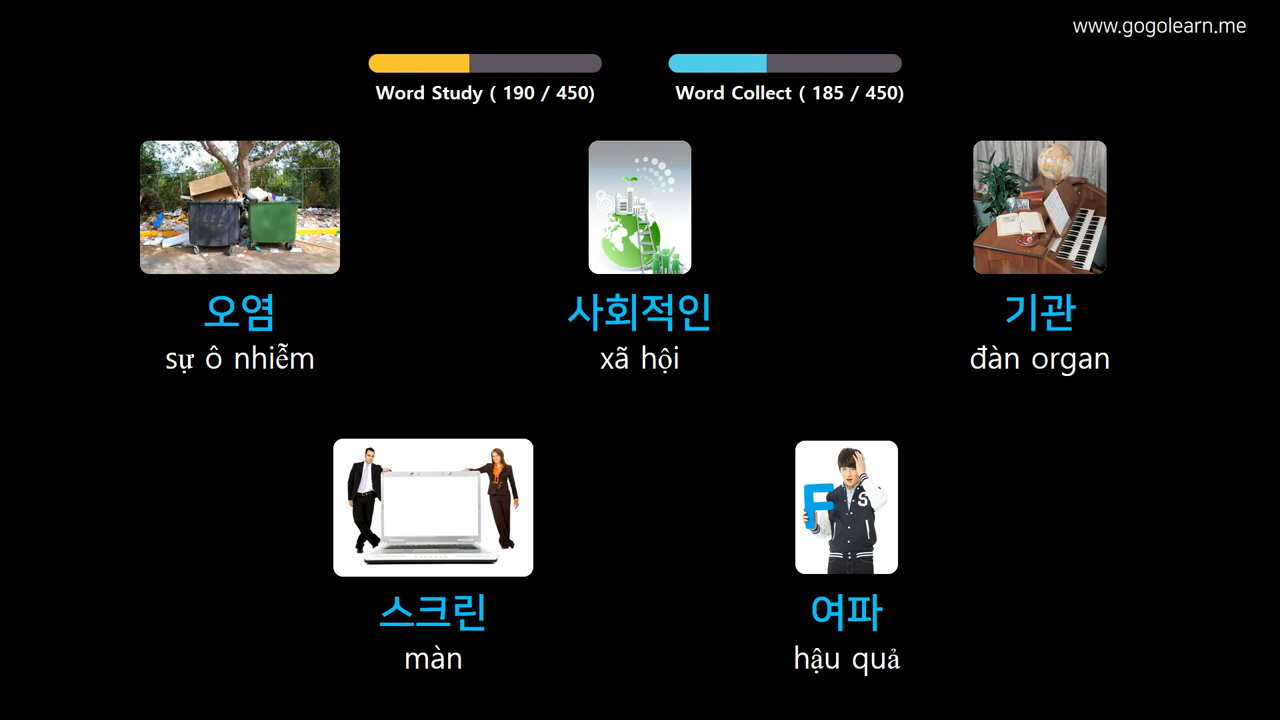 www.gogolearn.me
Word Study ( 190 / 450)
Word Collect ( 185 / 450)
오염
sự ô nhiễm
사회적인
xã hội
기관
đàn organ
스크린
màn
F
S
여파
hậu quả